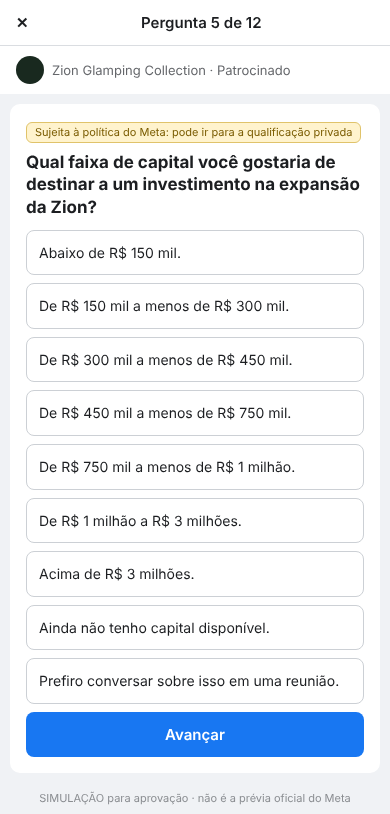 ✕ Pergunta 5 de 12
Zion Glamping Collection · Patrocinado
Sujeita à política do Meta: pode ir para a qualificação privada
Qual faixa de capital você gostaria de
destinar a um investimento na expansão
da Zion?
Abaixo de R$ 150 mil.
De R$ 150 mil a menos de R$ 300 mil.
De R$ 300 mil a menos de R$ 450 mil.
De R$ 450 mil a menos de R$ 750 mil.
De R$ 750 mil a menos de R$ 1 milhão.
De R$ 1 milhão a R$ 3 milhões.
Acima de R$ 3 milhões.
Ainda não tenho capital disponível.
Prefiro conversar sobre isso em uma reunião.
Avançar
SIMULAÇÃO para aprovação · não é a prévia oficial do Meta